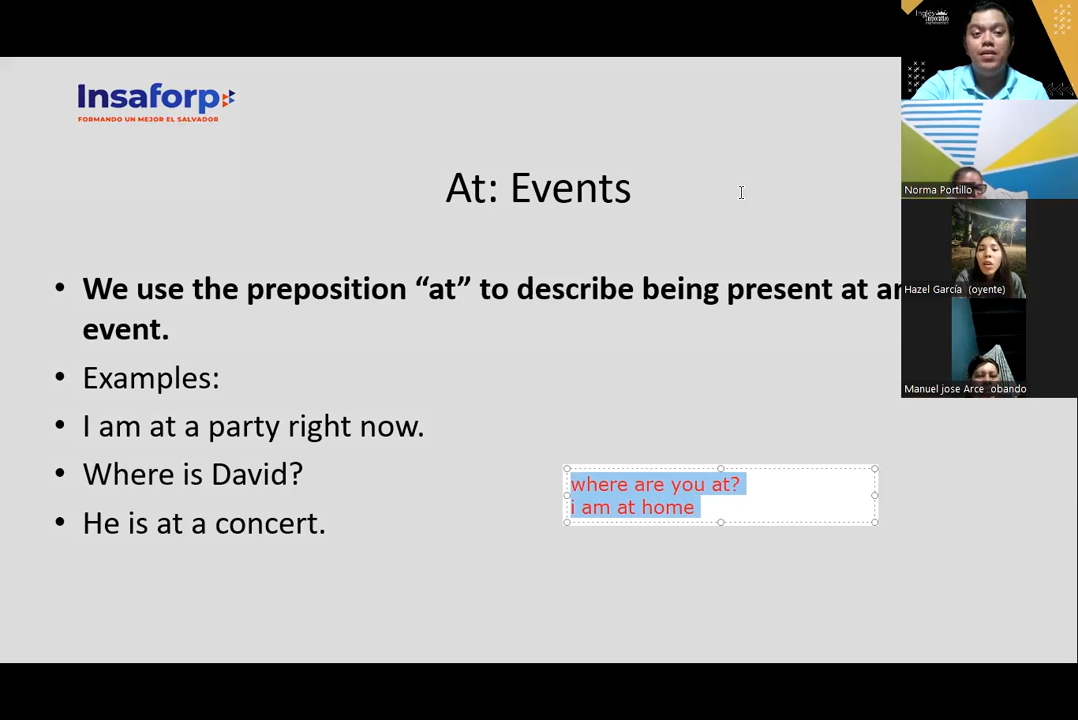 Insaforp
FORMANDO UN MEJOR EL SALVADOR
Inglés
Corporativo
Norma Portillo
Hazel García (oyente)
Manuel jose Arce obando
At: Events
• We use the preposition “at” to describe being present at an
event.
• Examples:
• I am at a party right now.
• Where is David?
• He is at a concert.
where are you at?
i am at home